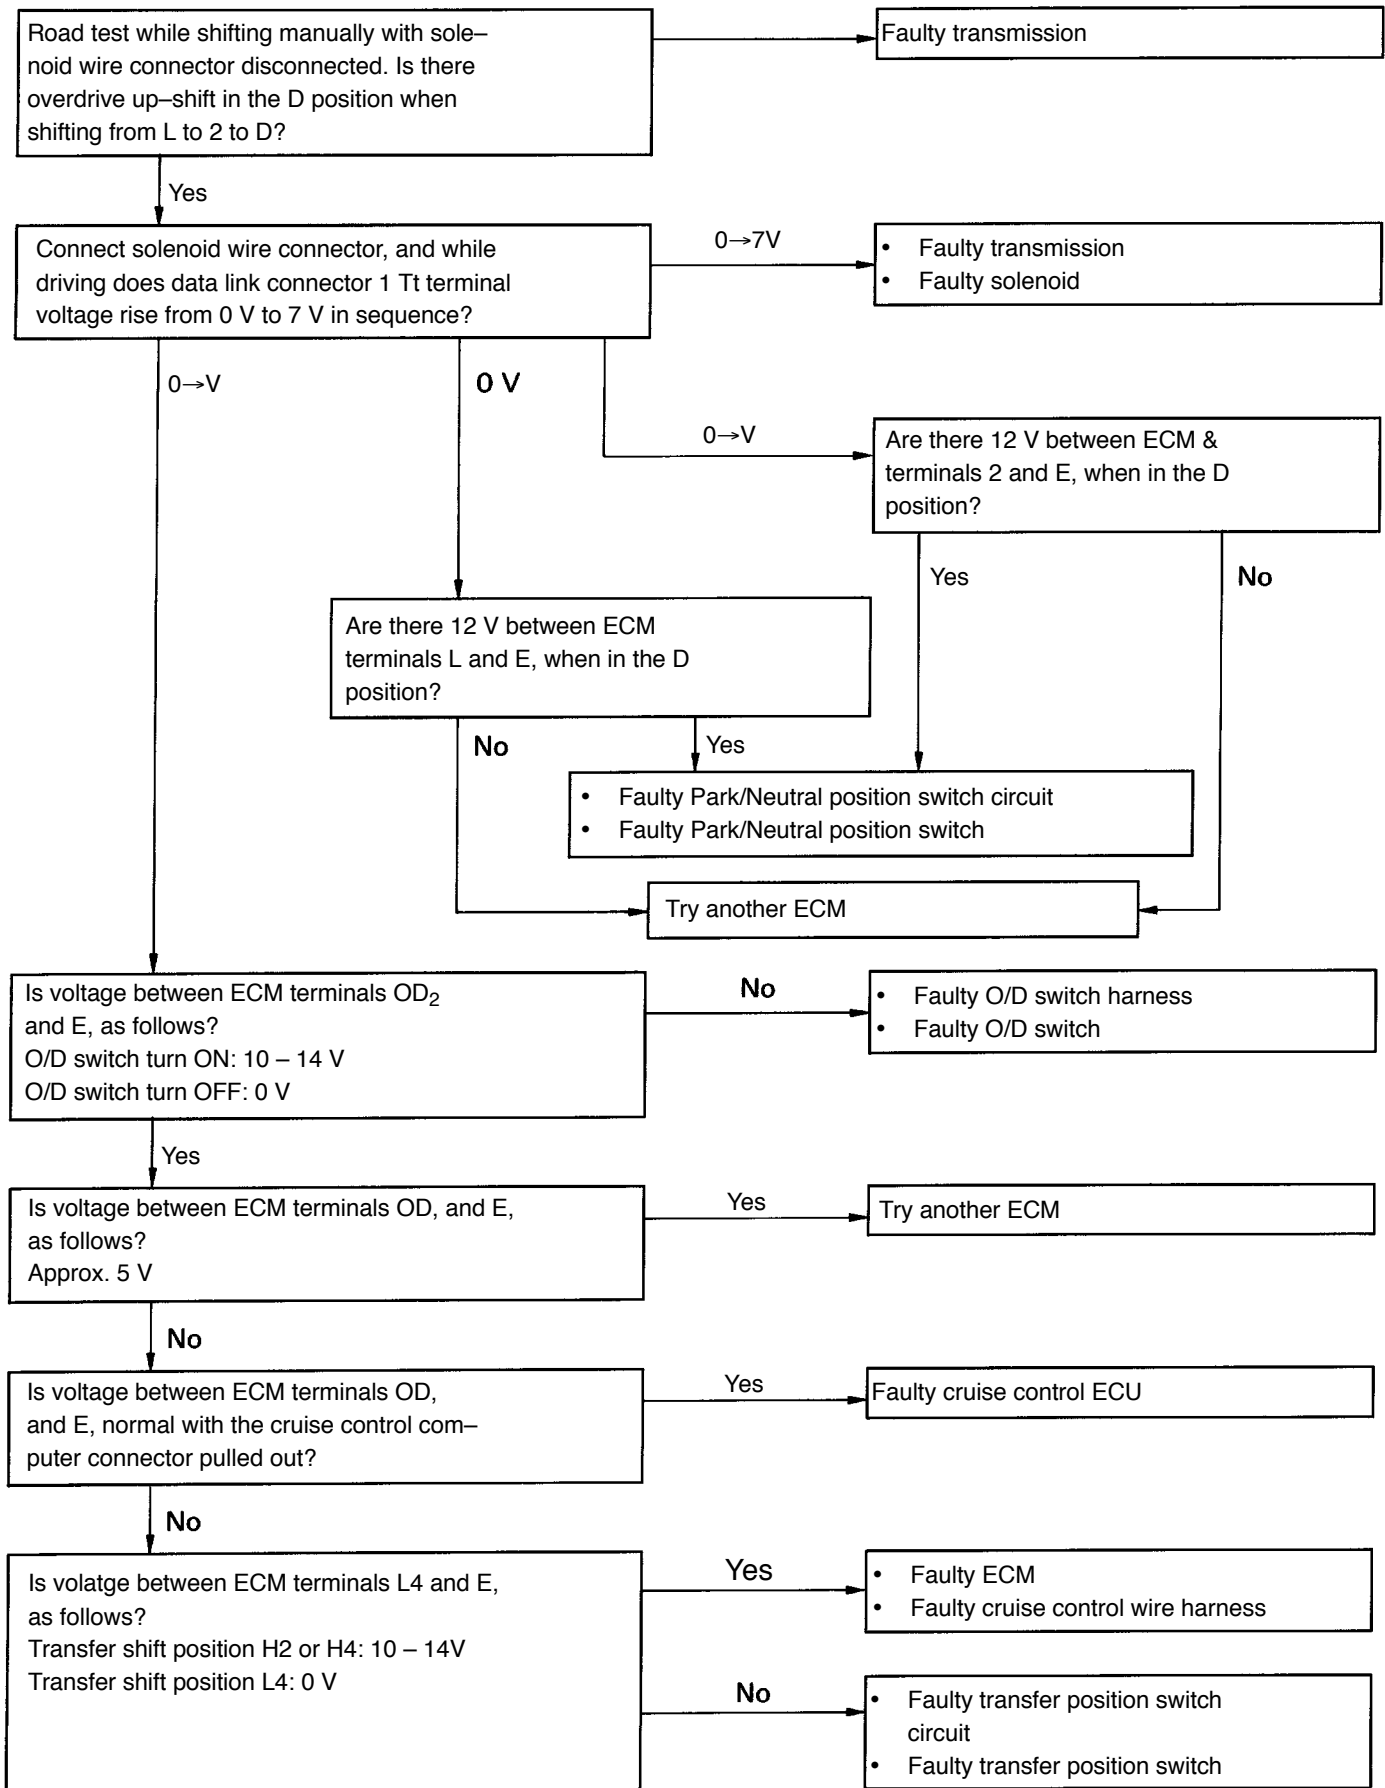 Road test while shifting manually with sole–
noid wire connector disconnected. Is there
overdrive up–shift in the D position when
shifting from L to 2 to D?
Faulty transmission
Yes
Connect solenoid wire connector, and while
driving does data link connector 1 Tt terminal
voltage rise from 0 V to 7 V in sequence?
0→7V
• Faulty transmission
• Faulty solenoid
0→V
0 V
0→V
Are there 12 V between ECM &
terminals 2 and E, when in the D
position?
Yes
No
Are there 12 V between ECM
terminals L and E, when in the D
position?
No
Yes
• Faulty Park/Neutral position switch circuit
• Faulty Park/Neutral position switch
Try another ECM
Is voltage between ECM terminals OD2
and E, as follows?
O/D switch turn ON: 10 – 14 V
O/D switch turn OFF: 0 V
No
• Faulty O/D switch harness
• Faulty O/D switch
Yes
Is voltage between ECM terminals OD, and E,
as follows?
Approx. 5 V
Yes
Try another ECM
No
Is voltage between ECM terminals OD,
and E, normal with the cruise control com–
puter connector pulled out?
Yes
Faulty cruise control ECU
No
Is volatge between ECM terminals L4 and E,
as follows?
Transfer shift position H2 or H4: 10 – 14V
Transfer shift position L4: 0 V
Yes
• Faulty ECM
• Faulty cruise control wire harness
No
• Faulty transfer position switch
circuit
• Faulty transfer position switch